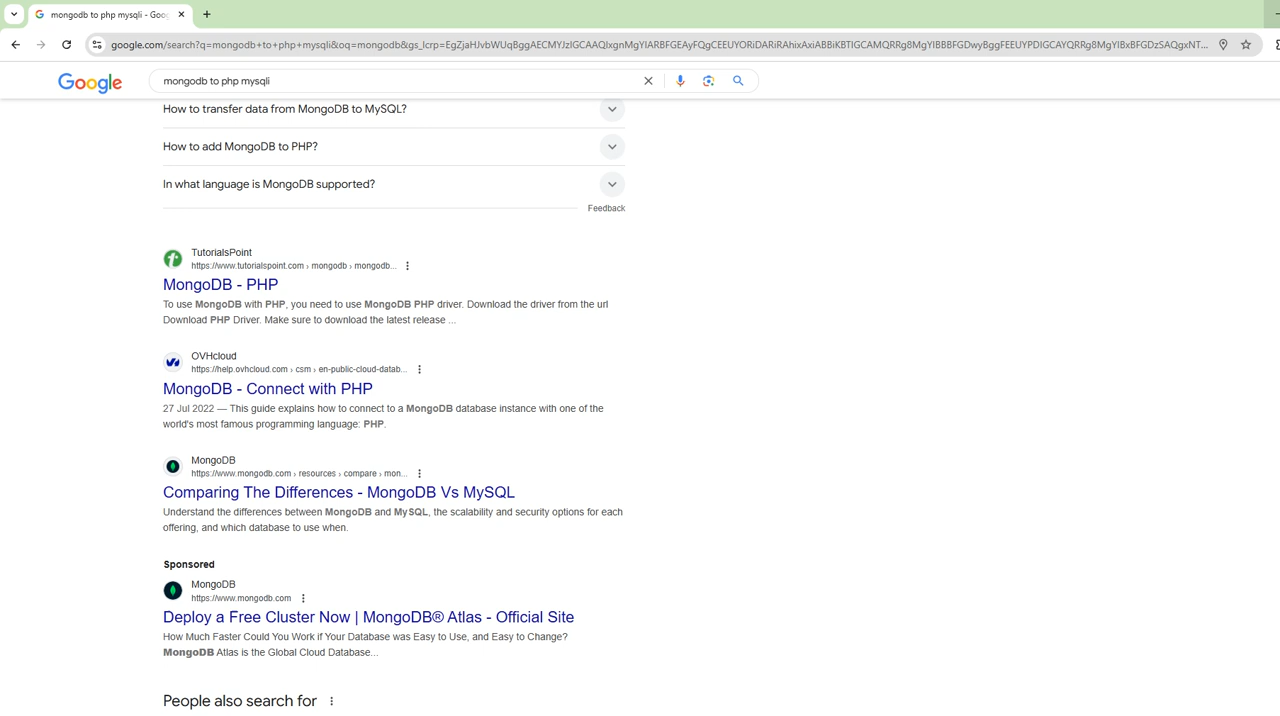 mongodb to php mysqli - Goog
google.com/search?q=mongodb+to+php+mysqli&oq=mongodb&gs_lcrp=EgZjaHJvbWUqBggAECMYJzIGCAAQIxgnMgYIARBFGEAyFQgCEEUYORiDARiRAhixAxiABBiKBTIGCAMQRRg8MgYIBBBFGDwyBggFEEUYPDIGCAYQRRg8MgYIBxBFGDzSAQgxNT...
Google
mongodb to php mysqli
How to transfer data from MongoDB to MySQL?
How to add MongoDB to PHP?
In what language is MongoDB supported?
Feedback
TutorialsPoint
https://www.tutorialspoint.com › mongodb › mongodb...
MongoDB - PHP
To use MongoDB with PHP, you need to use MongoDB PHP driver. Download the driver from the url
Download PHP Driver. Make sure to download the latest release ...
OVHcloud
https://help.ovhcloud.com › csm › en-public-cloud-datab...
MongoDB - Connect with PHP
27 Jul 2022 — This guide explains how to connect to a MongoDB database instance with one of the
world's most famous programming language: PHP.
MongoDB
https://www.mongodb.com › resources › compare › mon...
Comparing The Differences - MongoDB Vs MySQL
Understand the differences between MongoDB and MySQL, the scalability and security options for each
offering, and which database to use when.
Sponsored
MongoDB
https://www.mongodb.com
Deploy a Free Cluster Now | MongoDB® Atlas - Official Site
How Much Faster Could You Work if Your Database was Easy to Use, and Easy to Change?
MongoDB Atlas is the Global Cloud Database...
People also search for